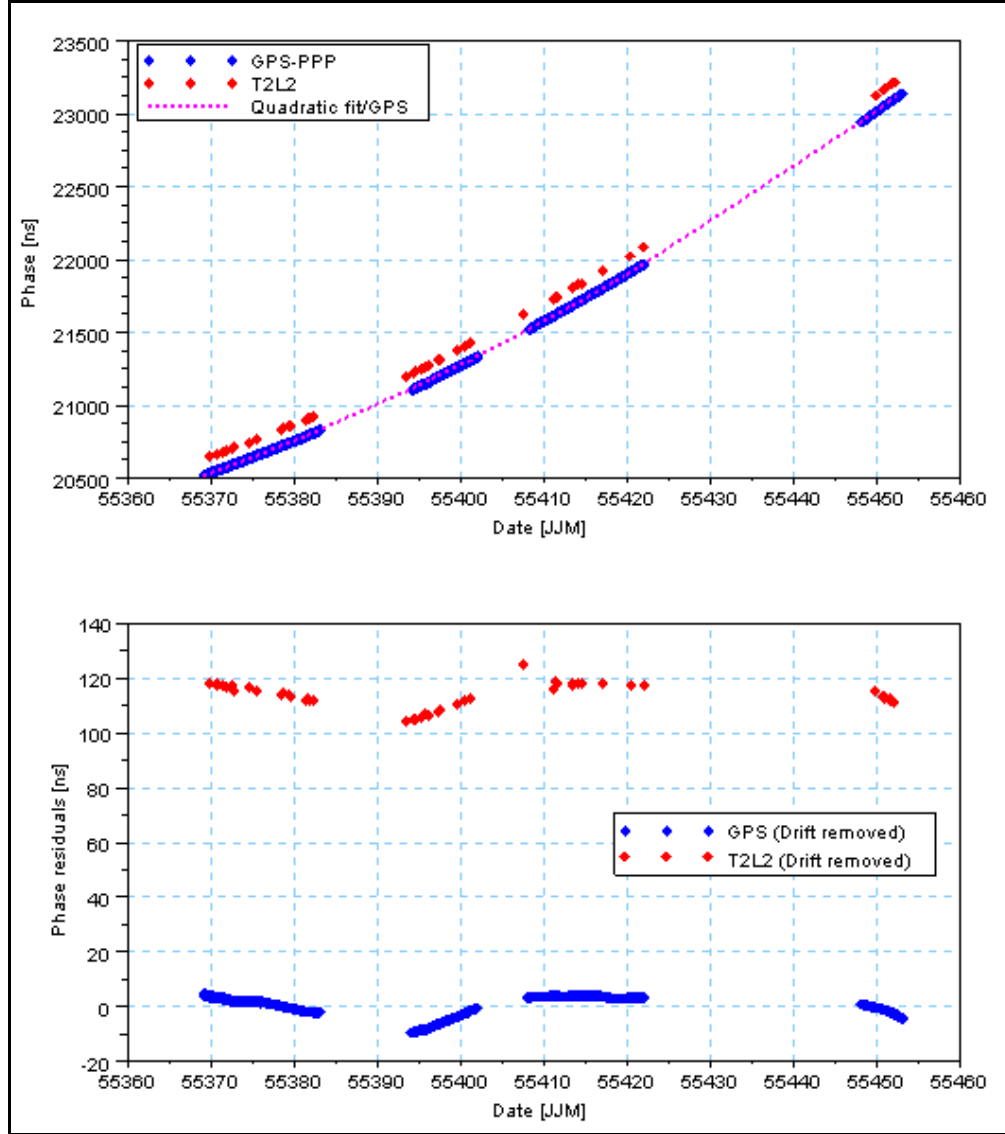 23500
23000
22500
22000
21500
21000
20500
Phase [ns]
GPS-PPP
T2L2
Quadratic fit/GPS
55360 55370 55380 55390 55400 55410 55420 55430 55440 55450 55460
Date [JJM]
140
120
100
80
60
40
20
0
-20
Phase residuals [ns]
GPS (Drift removed)
T2L2 (Drift removed)
55360 55370 55380 55390 55400 55410 55420 55430 55440 55450 55460
Date [JJM]